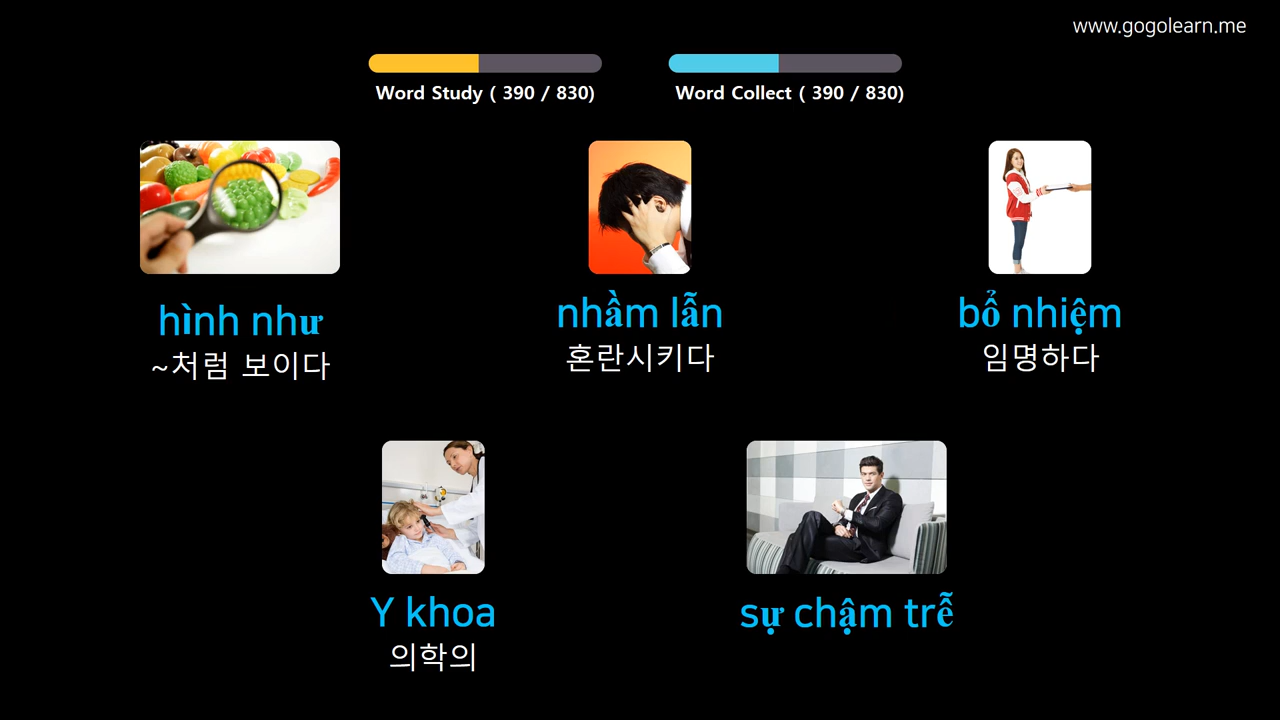 www.gogolearn.me
Word Study ( 390 / 830)
Word Collect ( 390 / 830)
hình như
~처럼 보이다
nhầm lẫn
혼란시키다
bổ nhiệm
임명하다
Y khoa
의학의
sự chậm trễ